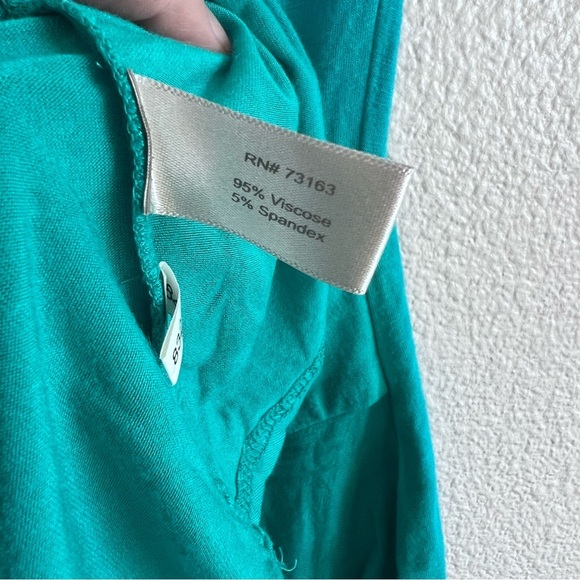 RN# 73163
95% Viscose
5% Spandex